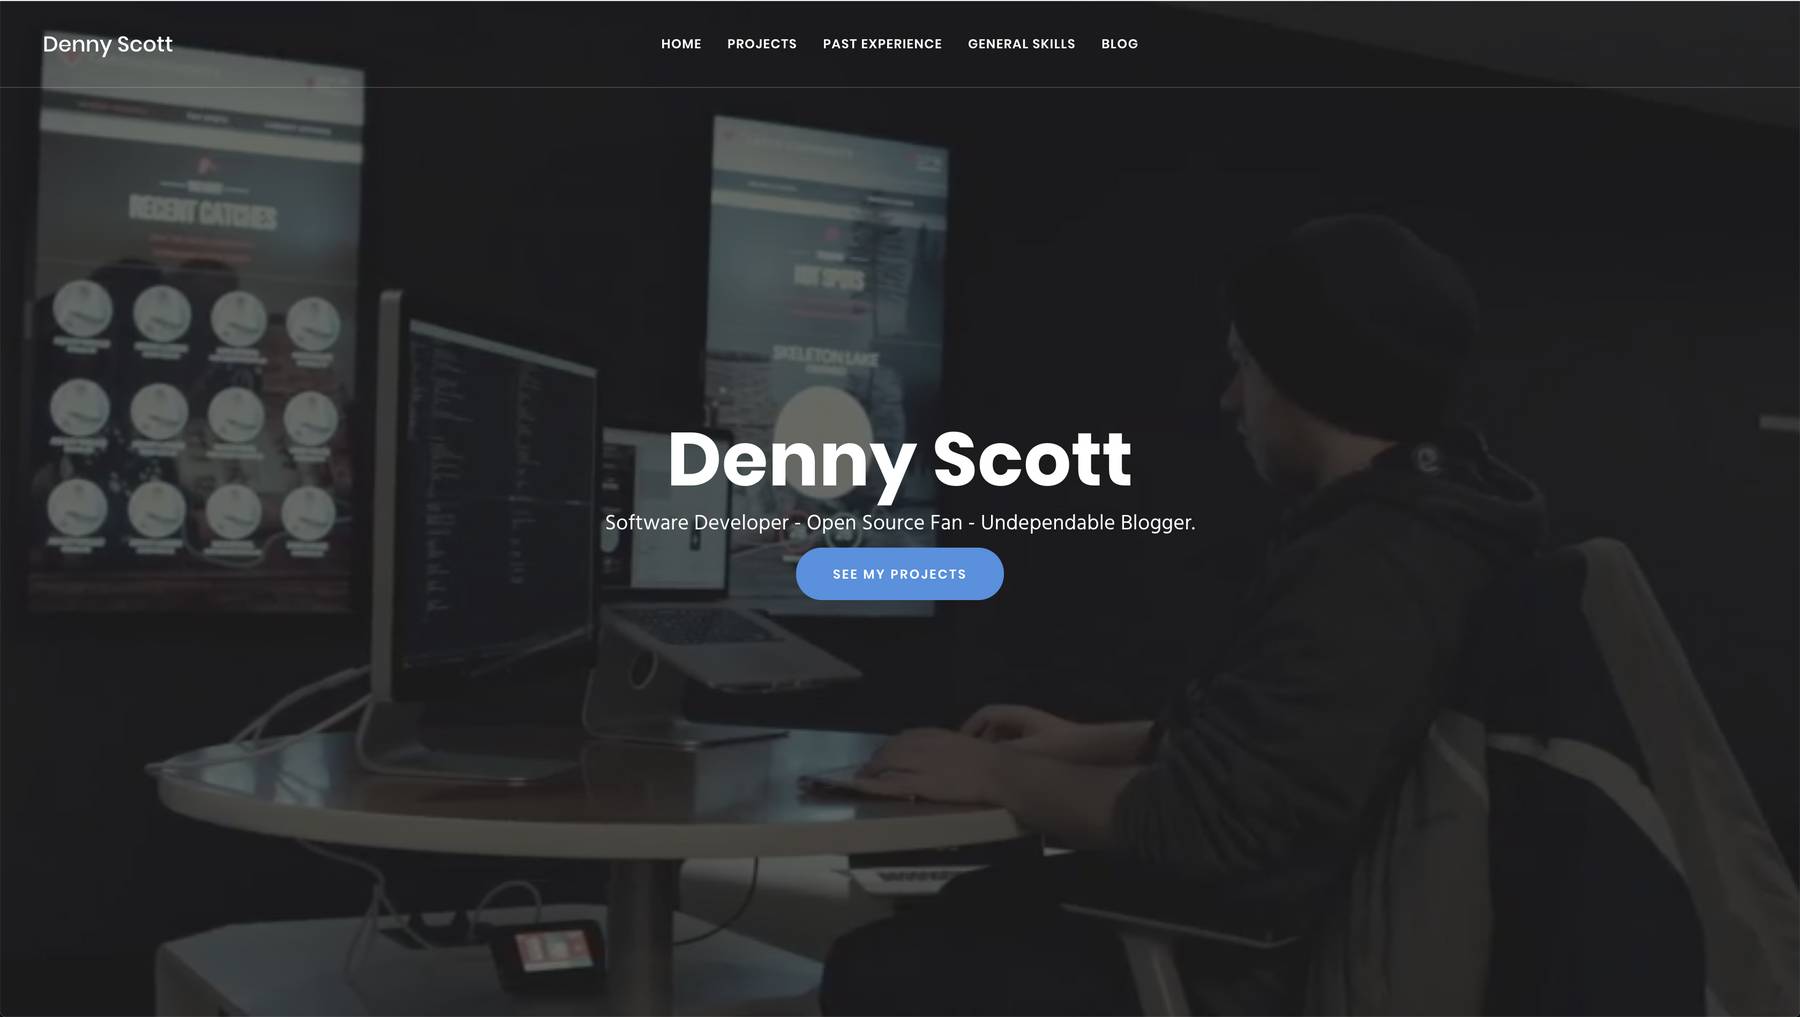 Denny Scott
HOME PROJECTS PAST EXPERIENCE GENERAL SKILLS BLOG
RECENT CATCHES
HOT SPOTS
SKELETON LAKE
Denny Scott
Software Developer - Open Source Fan - Undependable Blogger.
SEE MY PROJECTS